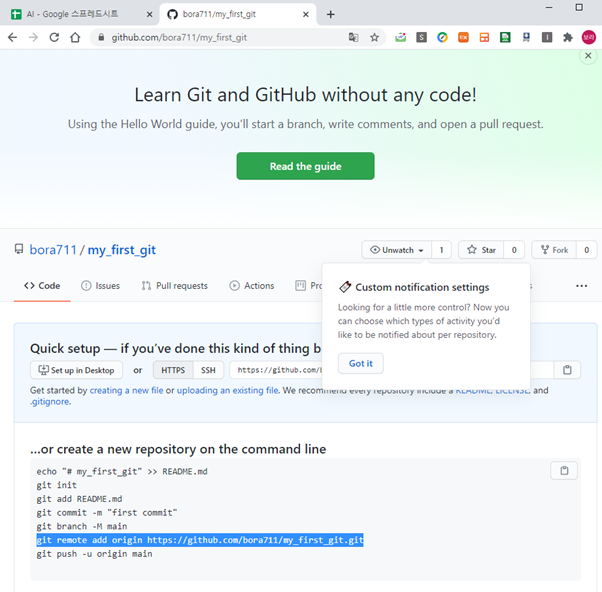 AI - Google 스프레드시트
bora711/my_first_git
github.com/bora711/my_first_git
보라
Learn Git and GitHub without any code!
Using the Hello World guide, you'll start a branch, write comments, and open a pull request.
Read the guide
bora711 / my_first_git
Unwatch 1 Star 0 Fork 0
Code Issues Pull requests Actions
Custom notification settings
Looking for a little more control? Now you
can choose which types of activity you'd
like to be notified about per repository.
Got it
Quick setup — if you've done this kind of thing b
Set up in Desktop or HTTPS SSH https://github.com/
Get started by creating a new file or uploading an existing file. We recommend every repository include a README, LICENSE, and
.gitignore.
...or create a new repository on the command line
echo "# my_first_git" >> README.md
git init
git add README.md
git commit -m "first commit"
git branch -M main
git remote add origin https://github.com/bora711/my_first_git.git
git push -u origin main